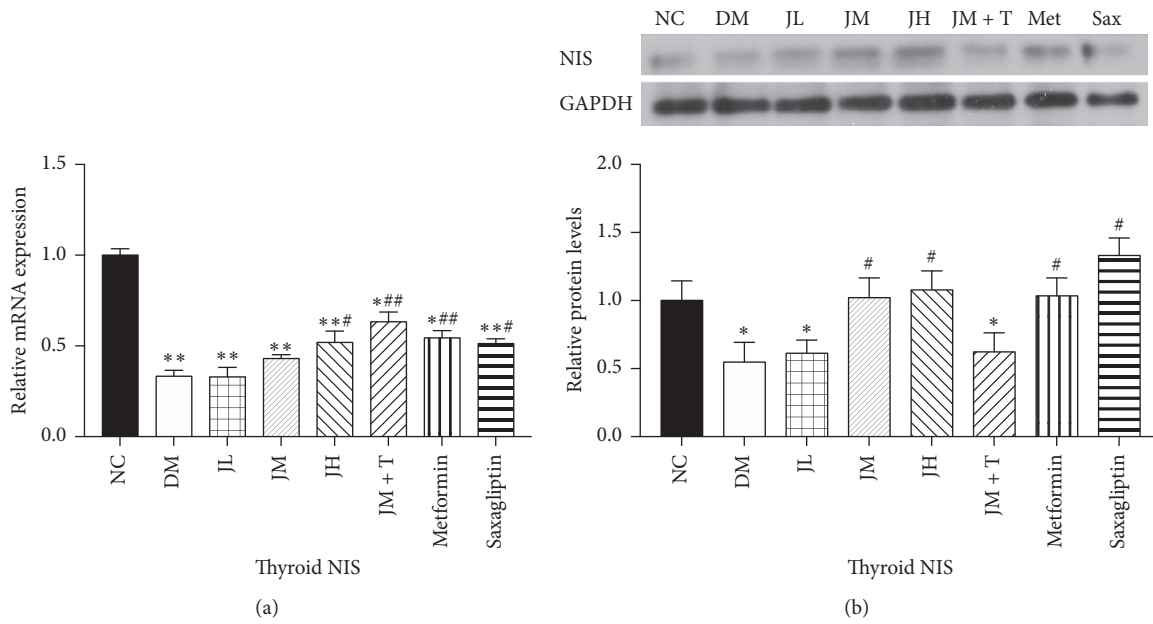 NC DM JL JM JH JM + T Met Sax
NIS
GAPDH
Relative mRNA expression
1.5
1.0
0.5
0.0
**
**
**
**#
*##
*##
**#
NC
DM
JL
JM
JH
JM + T
Metformin
Saxagliptin
Thyroid NIS
(a)
Relative protein levels
2.0
1.5
1.0
0.5
0.0
*
*
#
#
*
#
#
NC
DM
JL
JM
JH
JM + T
Metformin
Saxagliptin
Thyroid NIS
(b)